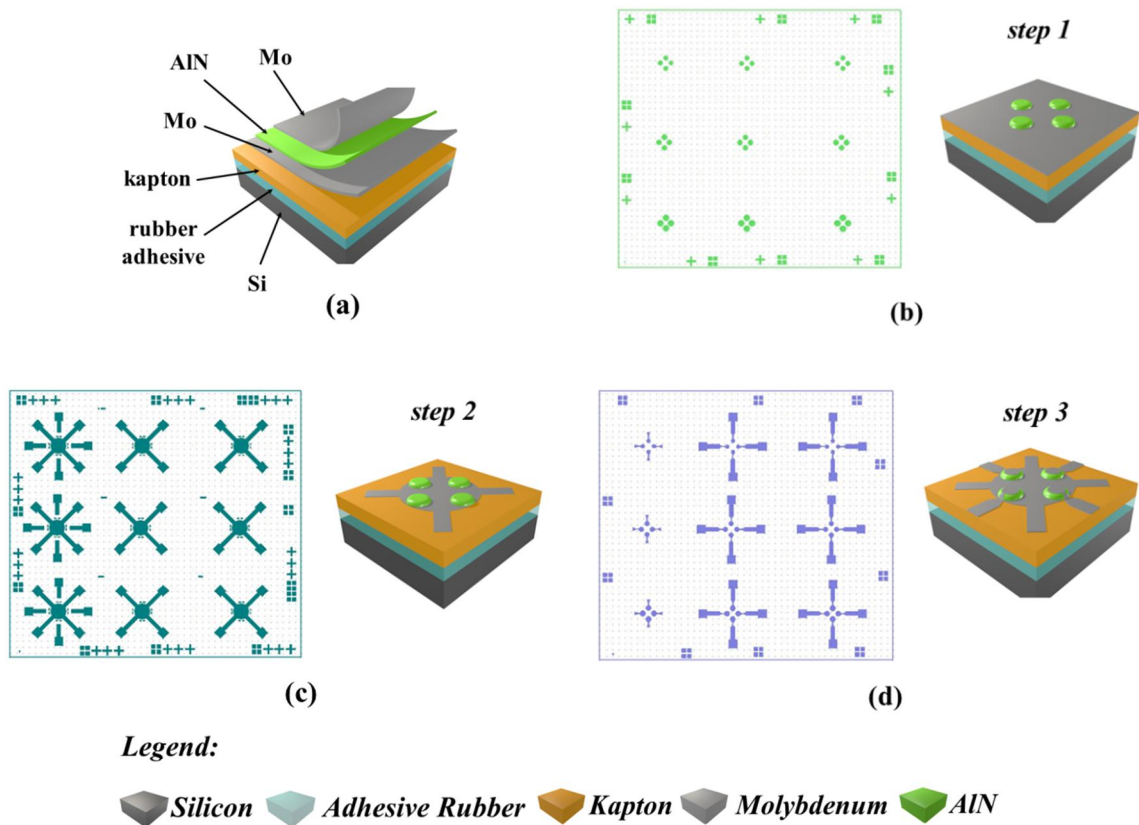 AlN
Mo
Mo
kapton
rubber
adhesive
Si
(a)
step 1
(b)
step 2
(c)
step 3
(d)
Legend:
Silicon Adhesive Rubber Kapton Molybdenum AlN